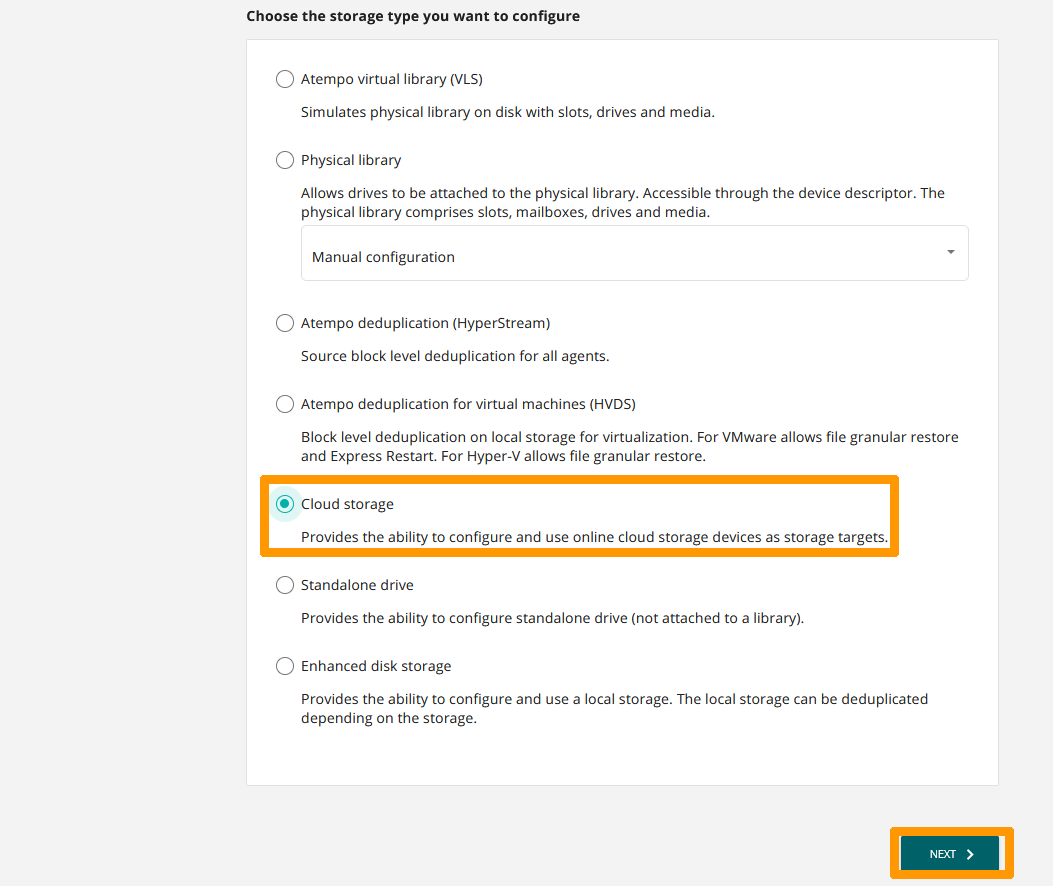 Choose the storage type you want to configure
Atempo virtual library (VLS)
Simulates physical library on disk with slots, drives and media.
Physical library
Allows drives to be attached to the physical library. Accessible through the device descriptor. The
physical library comprises slots, mailboxes, drives and media.
Manual configuration
Atempo deduplication (HyperStream)
Source block level deduplication for all agents.
Atempo deduplication for virtual machines (HVDS)
Block level deduplication on local storage for virtualization. For VMware allows file granular restore
and Express Restart. For Hyper-V allows file granular restore.
Cloud storage
Provides the ability to configure and use online cloud storage devices as storage targets.
Standalone drive
Provides the ability to configure standalone drive (not attached to a library).
Enhanced disk storage
Provides the ability to configure and use a local storage. The local storage can be deduplicated
depending on the storage.
NEXT